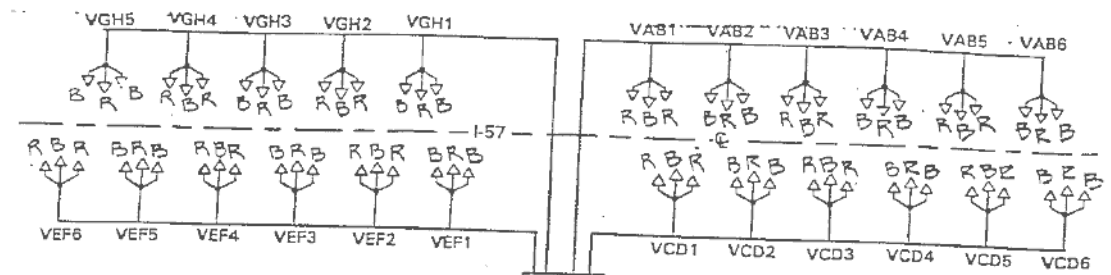 VGH5 VGH4 VGH3 VGH2 VGH1 VAB1 VAB2 VAB3 VAB4 VAB5 VAB6
B R B R B R B R B R B R B R B R B R B R B R B R B R B R B R B R B
I-57 ℄
R B R B R B R B R B R B R B R B R B R B R B R B R B R B R B R B R B R B
VEF6 VEF5 VEF4 VEF3 VEF2 VEF1 VCD1 VCD2 VCD3 VCD4 VCD5 VCD6